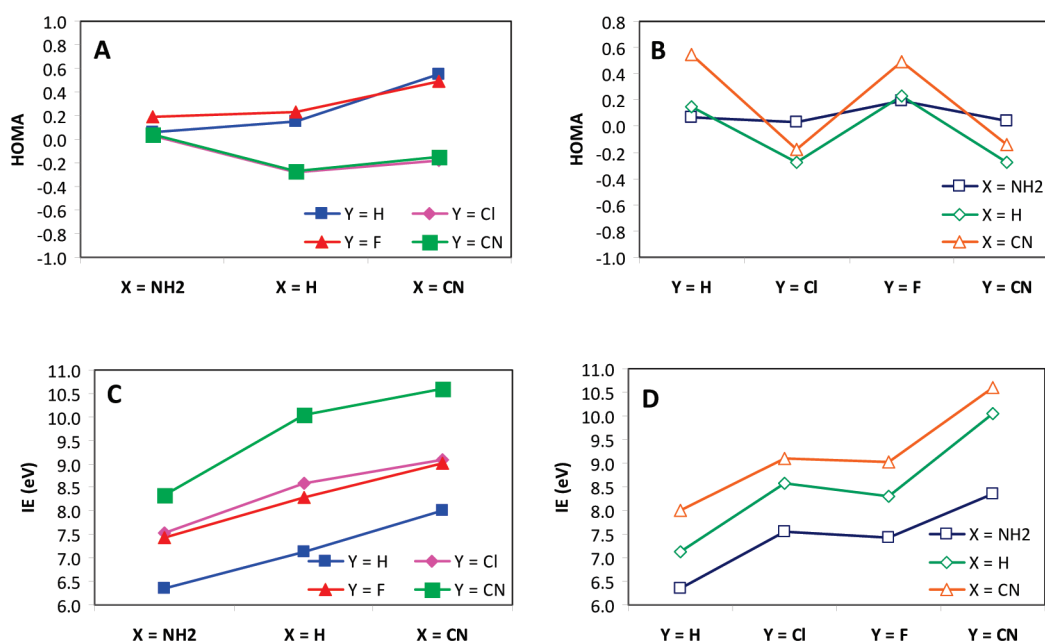 A
HOMA
1.0
0.8
0.6
0.4
0.2
0.0
-0.2
-0.4
-0.6
-0.8
-1.0
Y = H
Y = Cl
Y = F
Y = CN
X = NH2
X = H
X = CN
B
HOMA
0.8
0.6
0.4
0.2
0.0
-0.2
-0.4
-0.6
-0.8
-1.0
X = NH2
X = H
X = CN
Y = H
Y = Cl
Y = F
Y = CN
C
IE (eV)
11.0
10.5
10.0
9.5
9.0
8.5
8.0
7.5
7.0
6.5
6.0
Y = H
Y = Cl
Y = F
Y = CN
X = NH2
X = H
X = CN
D
IE (eV)
11.0
10.5
10.0
9.5
9.0
8.5
8.0
7.5
7.0
6.5
6.0
X = NH2
X = H
X = CN
Y = H
Y = Cl
Y = F
Y = CN